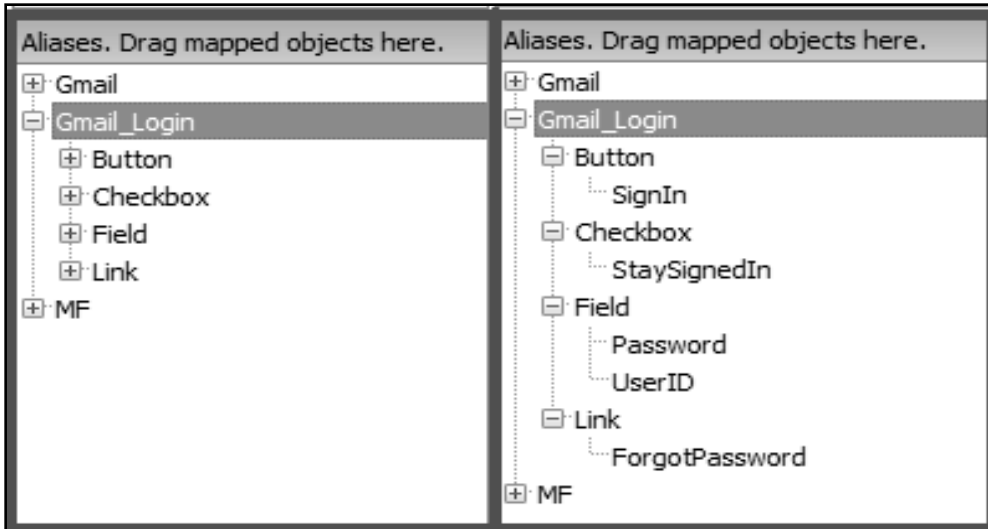 Aliases. Drag mapped objects here.
Gmail
Gmail_Login
Button
Checkbox
Field
Link
MF
Aliases. Drag mapped objects here.
Gmail
Gmail_Login
Button
SignIn
Checkbox
StaySignedIn
Field
Password
UserID
Link
ForgotPassword
MF